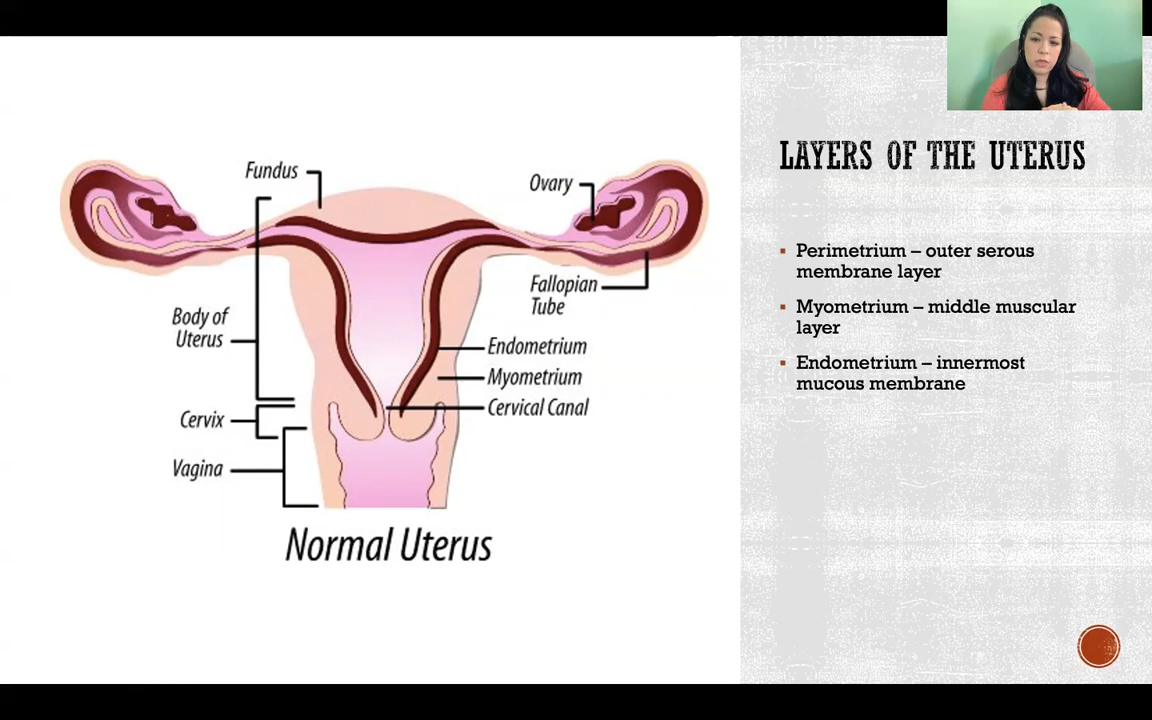 Fundus
Ovary
Fallopian
Tube
Body of
Uterus
Endometrium
Myometrium
Cervical Canal
Cervix
Vagina
Normal Uterus
LAYERS OF THE UTERUS
▪ Perimetrium – outer serous
membrane layer
▪ Myometrium – middle muscular
layer
▪ Endometrium – innermost
mucous membrane